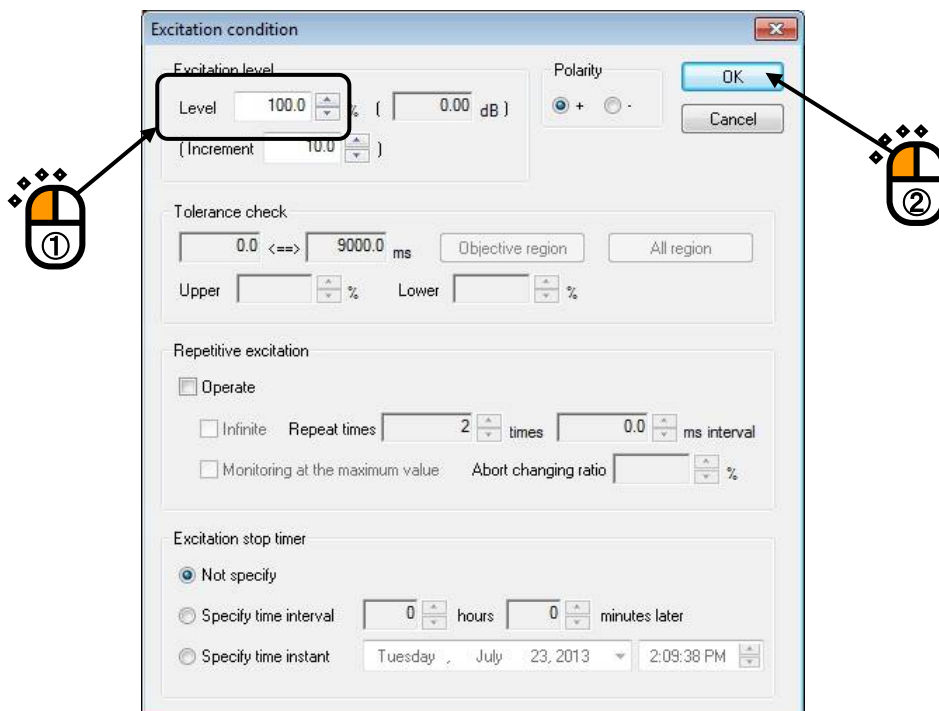 Excitation condition
Excitation level
Level 100.0 % ( 0.00 dB )
(Increment 10.0 )
Polarity
+ -
OK
Cancel
①
②
Tolerance check
0.0 <==> 9000.0 ms Objective region All region
Upper % Lower %
Repetitive excitation
Operate
Infinite Repeat times 2 times 0.0 ms interval
Monitoring at the maximum value Abort changing ratio %
Excitation stop timer
Not specify
Specify time interval 0 hours 0 minutes later
Specify time instant Tuesday , July 23, 2013 2:09:38 PM